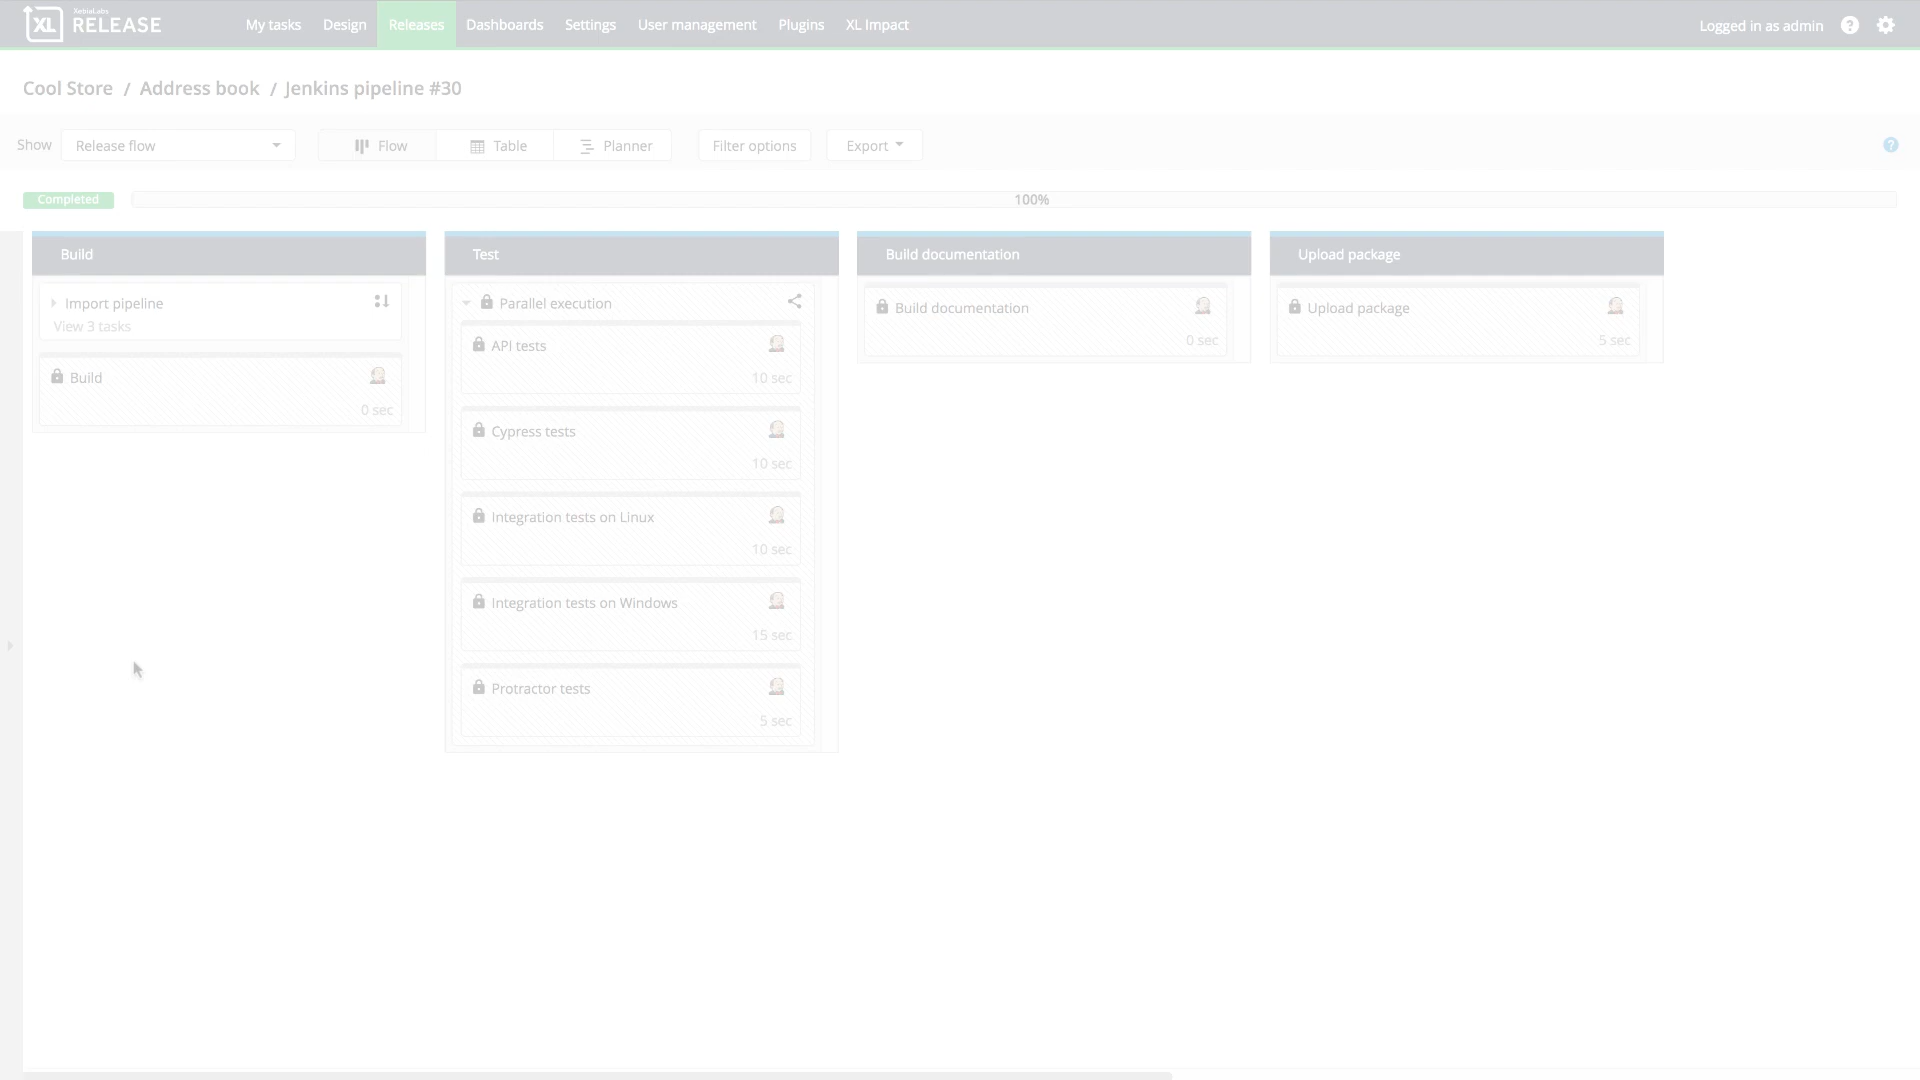 XebiaLabs
XL RELEASE
My tasks Design Releases Dashboards Settings User management Plugins XL Impact
Logged in as admin ?
Cool Store / Address book / Jenkins pipeline #30
Show Release flow Flow Table Planner Filter options Export ?
Completed 100%
Build
Import pipeline
View 3 tasks
Build
0 sec
Test
Parallel execution
API tests
10 sec
Cypress tests
10 sec
Integration tests on Linux
10 sec
Integration tests on Windows
15 sec
Protractor tests
5 sec
Build documentation
Build documentation
0 sec
Upload package
Upload package
5 sec